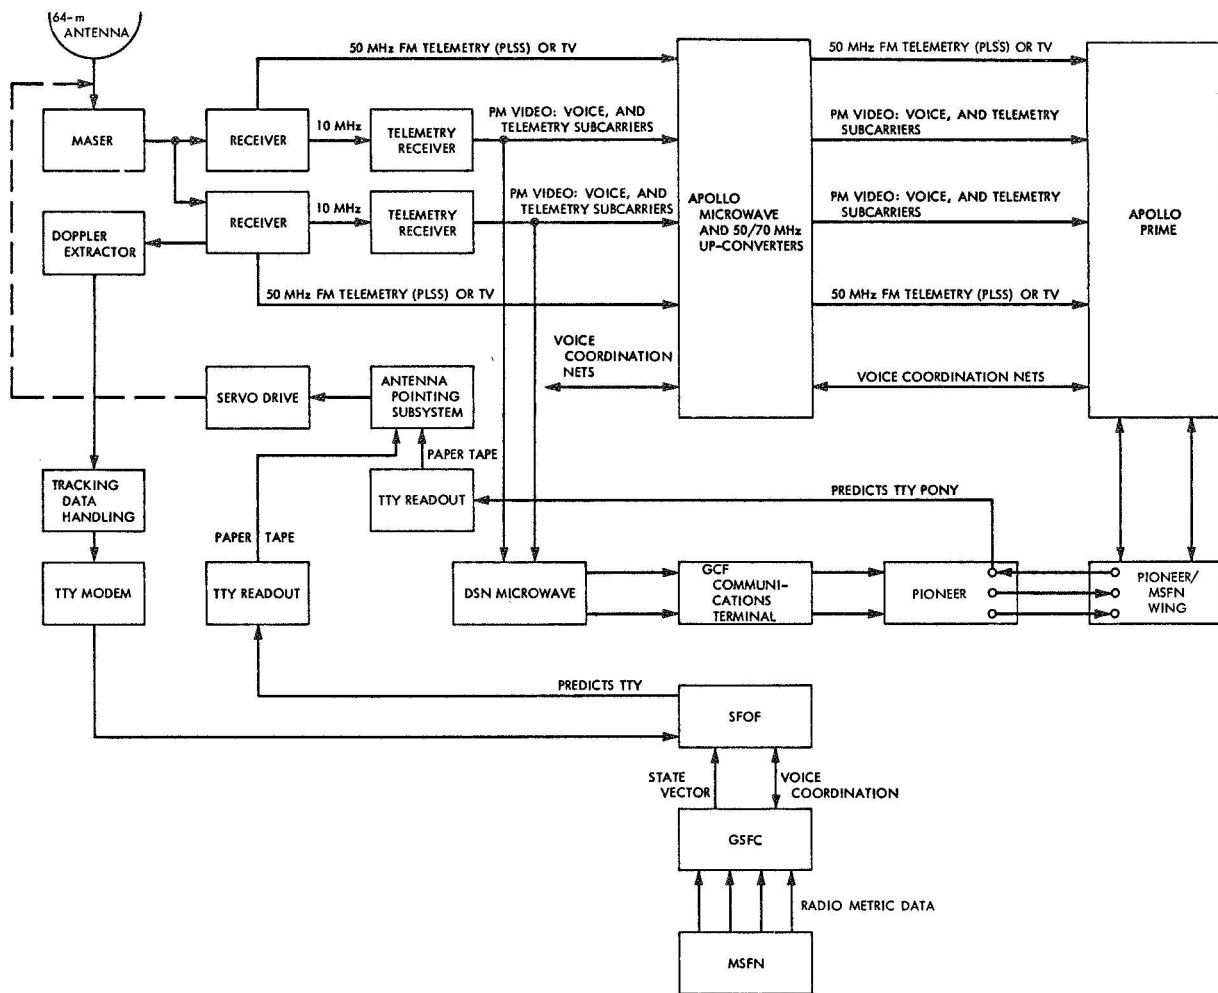 64-m
ANTENNA
50 MHz FM TELEMETRY (PLSS) OR TV
50 MHz FM TELEMETRY (PLSS) OR TV
MASER
RECEIVER
10 MHz
TELEMETRY
RECEIVER
PM VIDEO: VOICE, AND
TELEMETRY SUBCARRIERS
PM VIDEO: VOICE, AND TELEMETRY
SUBCARRIERS
DOPPLER
EXTRACTOR
RECEIVER
10 MHz
TELEMETRY
RECEIVER
PM VIDEO: VOICE, AND
TELEMETRY SUBCARRIERS
APOLLO
MICROWAVE
AND 50/70 MHz
UP-CONVERTERS
PM VIDEO: VOICE, AND TELEMETRY
SUBCARRIERS
APOLLO
PRIME
50 MHz FM TELEMETRY (PLSS) OR TV
50 MHz FM TELEMETRY (PLSS) OR TV
VOICE
COORDINATION
NETS
VOICE COORDINATION NETS
SERVO DRIVE
ANTENNA
POINTING
SUBSYSTEM
PAPER TAPE
TRACKING
DATA
HANDLING
TTY READOUT
PREDICTS TTY PONY
PAPER TAPE
TTY MODEM
TTY READOUT
DSN MICROWAVE
GCF
COMMUNI-
CATIONS
TERMINAL
PIONEER
PIONEER/
MSFN
WING
PREDICTS TTY
SFOF
STATE
VECTOR
VOICE
COORDINATION
GSFC
RADIO METRIC DATA
MSFN